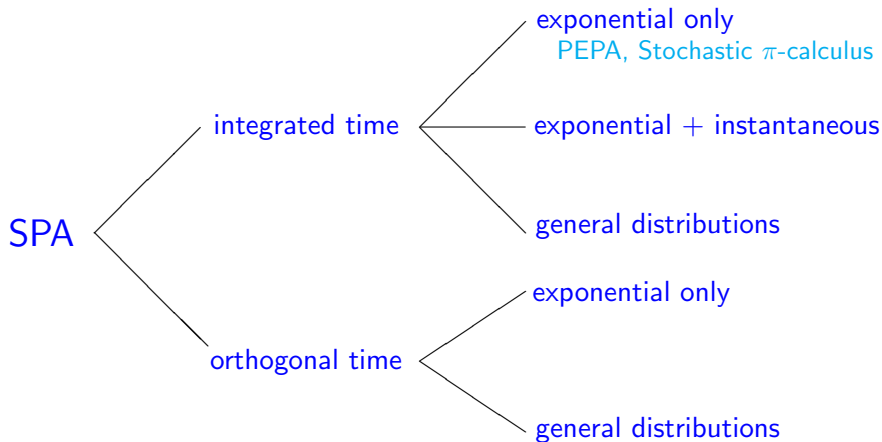 exponential only
PEPA, Stochastic π-calculus
integrated time
exponential + instantaneous
SPA
general distributions
exponential only
orthogonal time
general distributions